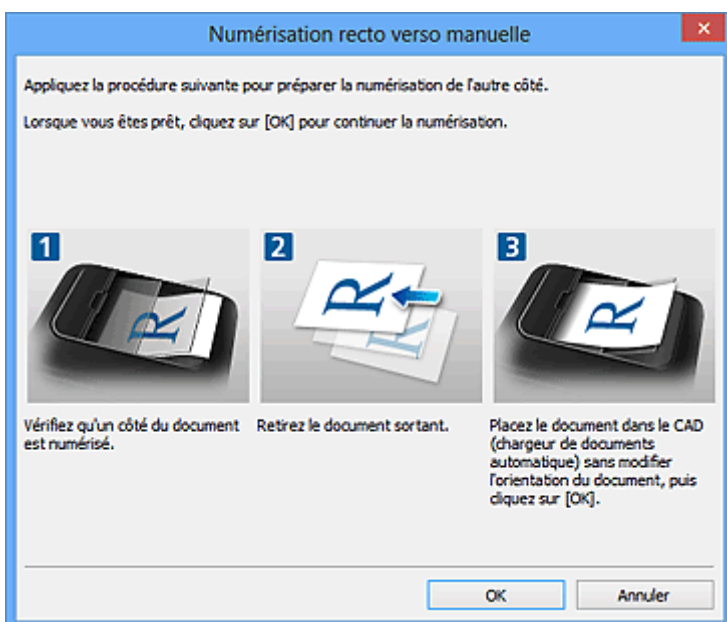 Numérisation recto verso manuelle
Appliquez la procédure suivante pour préparer la numérisation de l'autre côté.
Lorsque vous êtes prêt, cliquez sur [OK] pour continuer la numérisation.
1
2
3
R
R
R
R
Vérifiez qu'un côté du document
est numérisé.
Retirez le document sortant.
Placez le document dans le CAD
(chargeur de documents
automatique) sans modifier
l'orientation du document, puis
cliquez sur [OK].
OK
Annuler